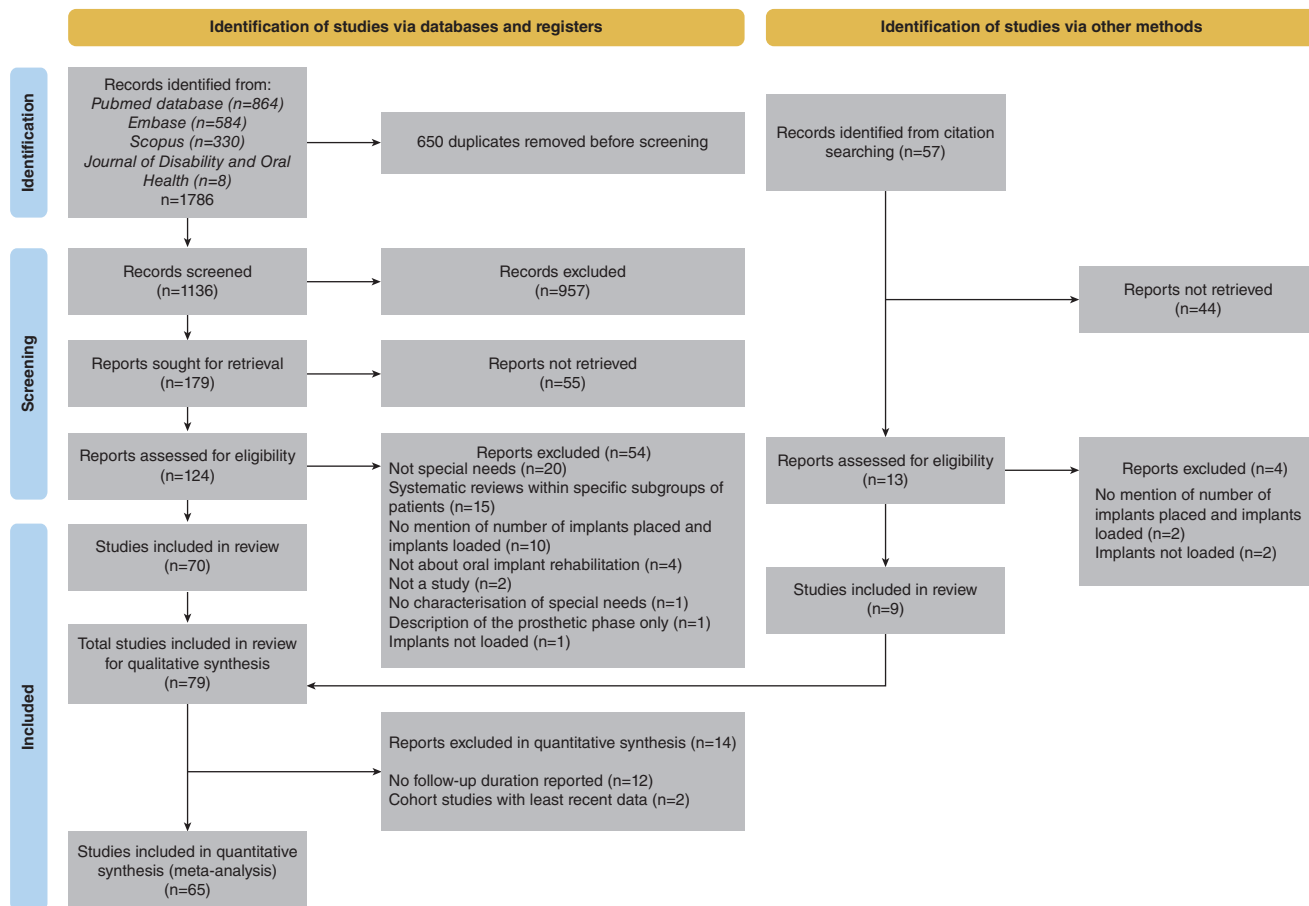 Identification of studies via databases and registers
Identification of studies via other methods
Identification
Records identified from:
Pubmed database (n=864)
Embase (n=584)
Scopus (n=330)
Journal of Disability and Oral
Health (n=8)
n=1786
650 duplicates removed before screening
Records identified from citation
searching (n=57)
Screening
Records screened
(n=1136)
Records excluded
(n=957)
Reports not retrieved
(n=44)
Reports sought for retrieval
(n=179)
Reports not retrieved
(n=55)
Reports assessed for eligibility
(n=124)
Reports excluded (n=54)
Not special needs (n=20)
Systematic reviews within specific subgroups of
patients (n=15)
No mention of number of implants placed and
implants loaded (n=10)
Not about oral implant rehabilitation (n=4)
Not a study (n=2)
No characterisation of special needs (n=1)
Description of the prosthetic phase only (n=1)
Implants not loaded (n=1)
Reports assessed for eligibility
(n=13)
Reports excluded (n=4)
No mention of number of
implants placed and implants
loaded (n=2)
Implants not loaded (n=2)
Included
Studies included in review
(n=70)
Studies included in review
(n=9)
Total studies included in review
for qualitative synthesis
(n=79)
Reports excluded in quantitative synthesis (n=14)
No follow-up duration reported (n=12)
Cohort studies with least recent data (n=2)
Studies included in quantitative
synthesis (meta-analysis)
(n=65)